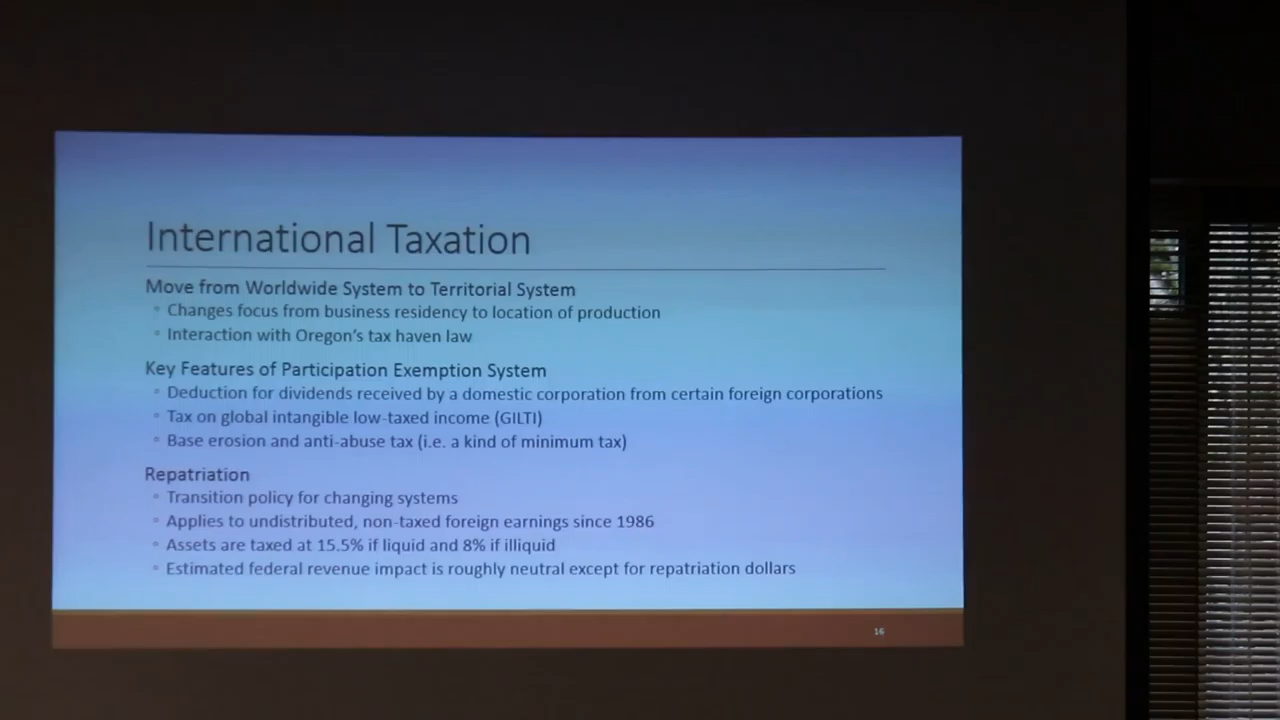 International Taxation
Move from Worldwide System to Territorial System
Changes focus from business residency to location of production
Interaction with Oregon's tax haven law
Key Features of Participation Exemption System
Deduction for dividends received by a domestic corporation from certain foreign corporations
Tax on global intangible low-taxed income (GILTI)
Base erosion and anti-abuse tax (i.e. a kind of minimum tax)
Repatriation
Transition policy for changing systems
Applies to undistributed, non-taxed foreign earnings since 1986
Assets are taxed at 15.5% if liquid and 8% if illiquid
Estimated federal revenue impact is roughly neutral except for repatriation dollars
16